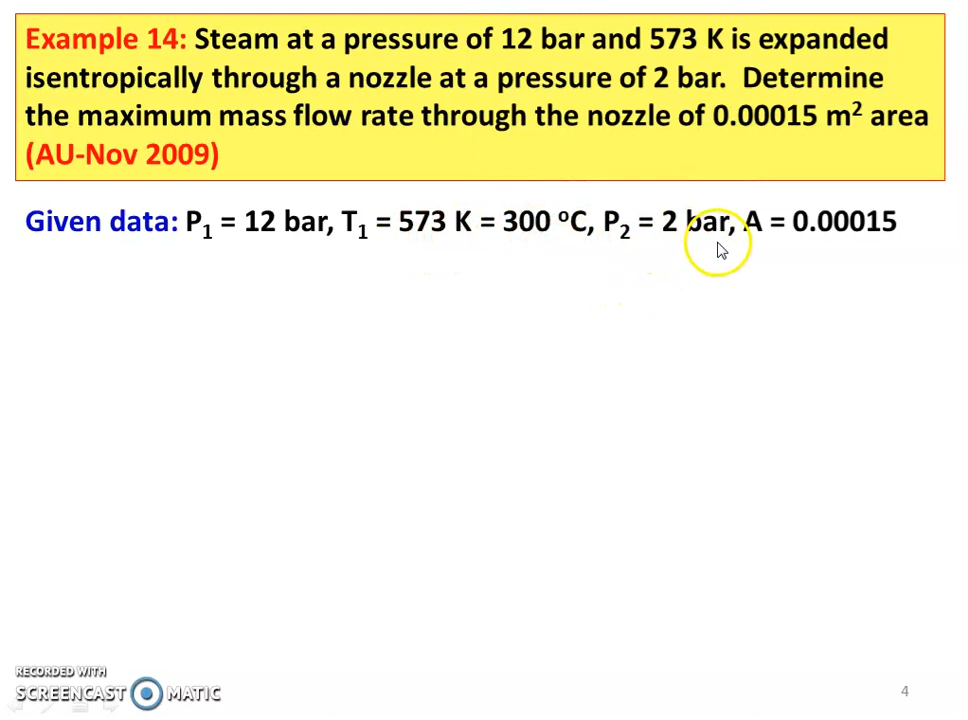 Example 14: Steam at a pressure of 12 bar and 573 K is expanded
isentropically through a nozzle at a pressure of 2 bar. Determine
the maximum mass flow rate through the nozzle of 0.00015 m² area
(AU-Nov 2009)
Given data: P₁ = 12 bar, T₁ = 573 K = 300 ᵒC, P₂ = 2 bar, A = 0.00015
RECORDED WITH
SCREENCAST MATIC
4